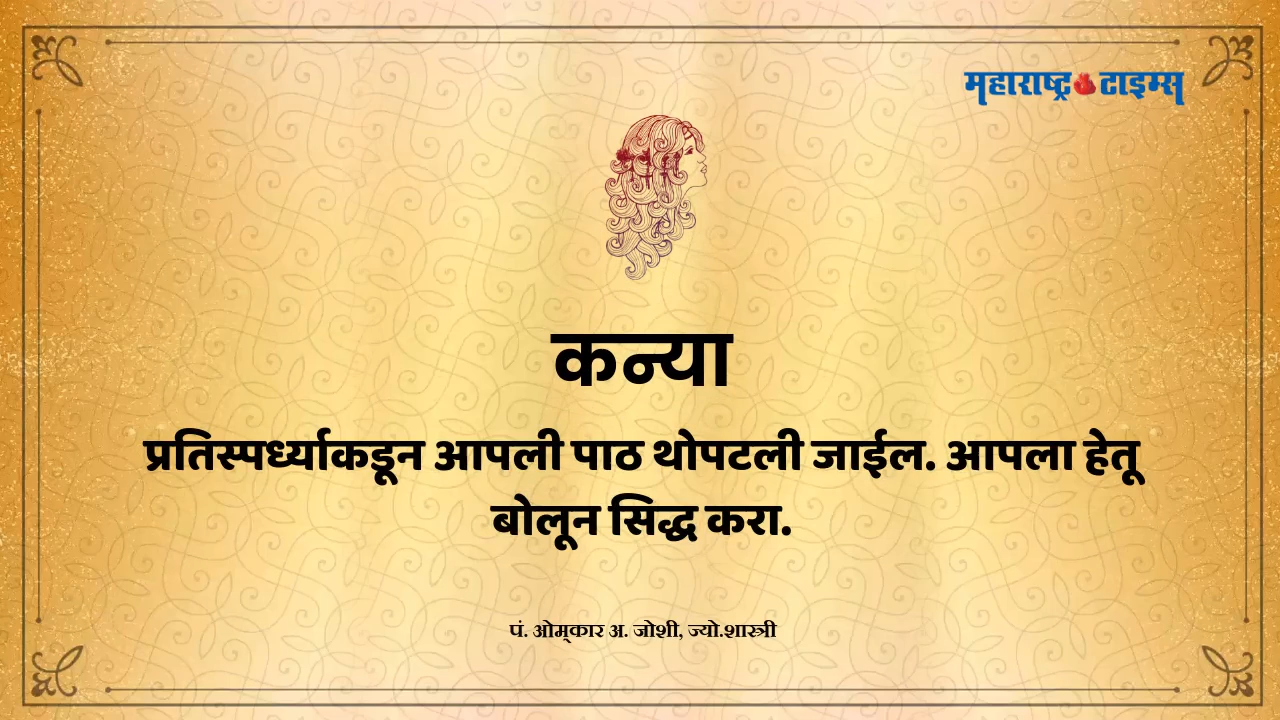 महाराष्ट्र टाइम्स
कन्या
प्रतिस्पर्ध्याकडून आपली पाठ थोपटली जाईल. आपला हेतू
बोलून सिद्ध करा.
पं. ओम्कार अ. जोशी, ज्यो.शास्त्री